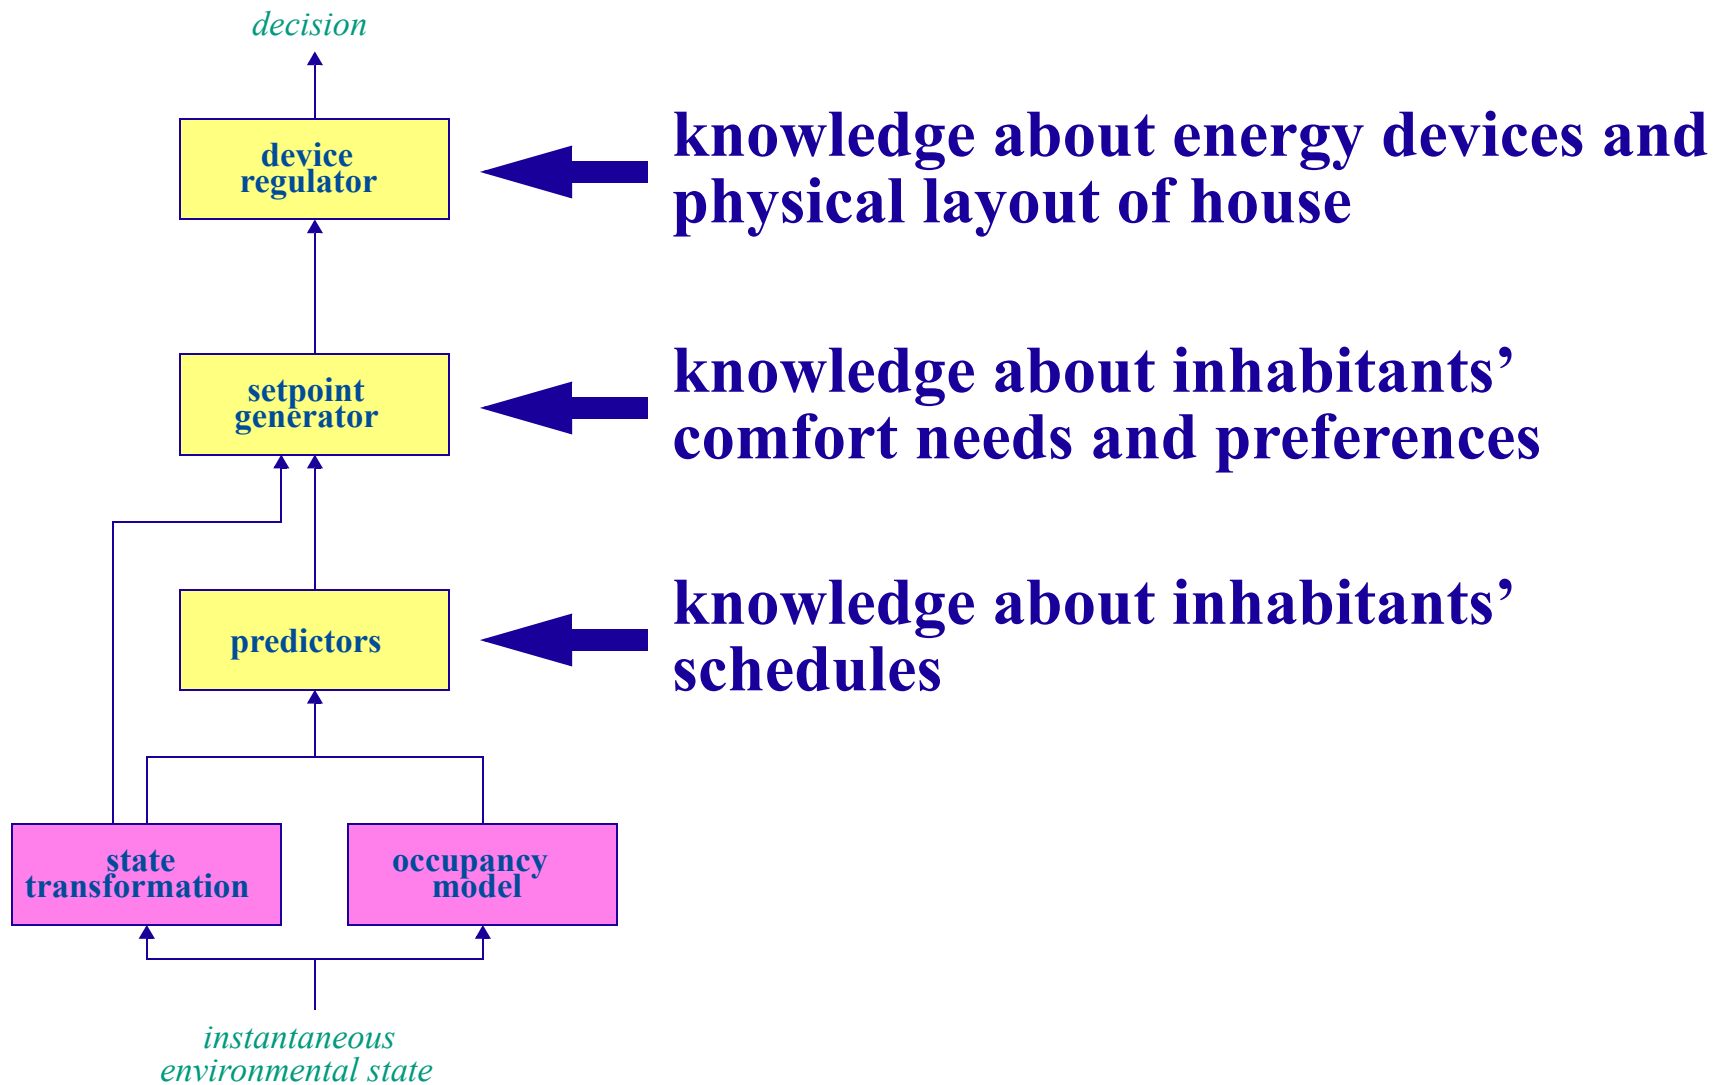 decision
device
regulator
knowledge about energy devices and
physical layout of house
setpoint
generator
knowledge about inhabitants’
comfort needs and preferences
predictors
knowledge about inhabitants’
schedules
state
transformation
occupancy
model
instantaneous
environmental state